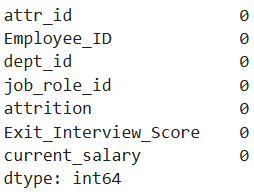 attr_id 0
Employee_ID 0
dept_id 0
job_role_id 0
attrition 0
Exit_Interview_Score 0
current_salary 0
dtype: int64